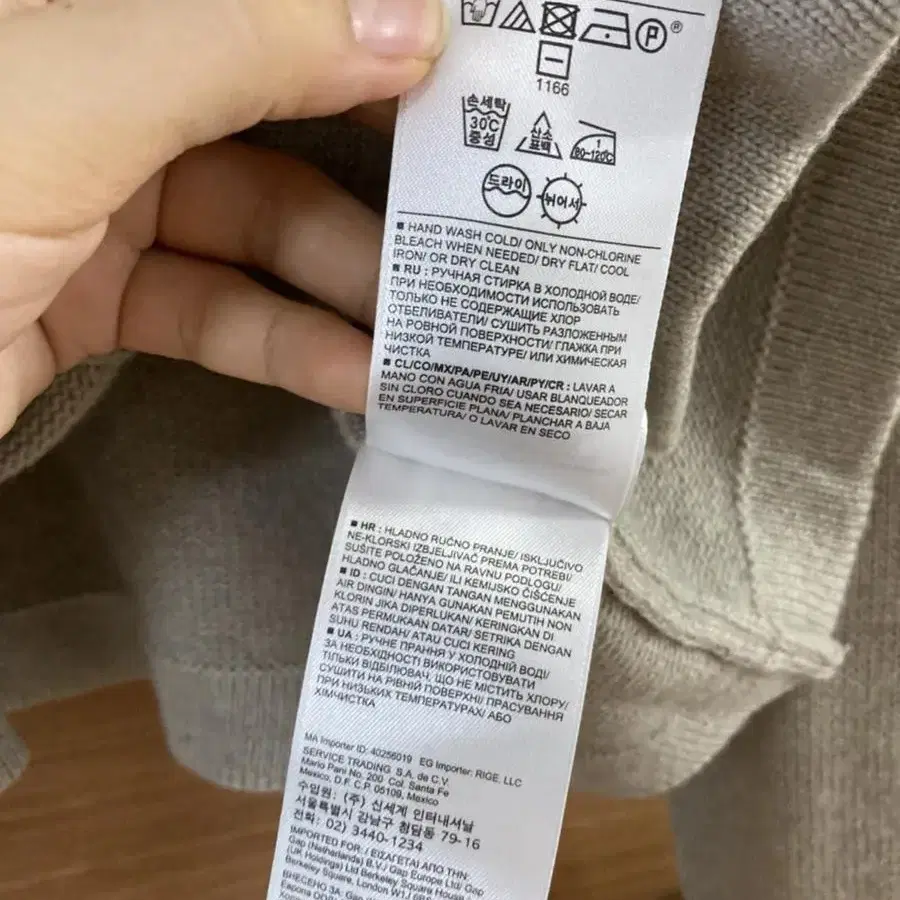 P ®
1166
손세탁
30℃
중성
산소
표백
1
80-120℃
드라이
뉘어서
■ HAND WASH COLD/ ONLY NON-CHLORINE
BLEACH WHEN NEEDED/ DRY FLAT/ COOL
IRON/ OR DRY CLEAN
■ RU : РУЧНАЯ СТИРКА В ХОЛОДНОЙ ВОДЕ/
ПРИ НЕОБХОДИМОСТИ ИСПОЛЬЗОВАТЬ
ТОЛЬКО НЕ СОДЕРЖАЩИЕ ХЛОР
ОТБЕЛИВАТЕЛИ/ СУШИТЬ РАЗЛОЖЕННЫМ
НА РОВНОЙ ПОВЕРХНОСТИ/ ГЛАЖКА ПРИ
НИЗКОЙ ТЕМПЕРАТУРЕ/ ИЛИ ХИМИЧЕСКАЯ
ЧИСТКА
■ CL/CO/MX/PA/PE/UY/AR/PY/CR : LAVAR A
MANO CON AGUA FRIA/ USAR BLANQUEADOR
SIN CLORO CUANDO SEA NECESARIO/ SECAR
EN SUPERFICIE PLANA/ PLANCHAR A BAJA
TEMPERATURA/ O LAVAR EN SECO
■ HR : HLADNO RUČNO PRANJE/ ISKLJUČIVO
NE-KLORSKI IZBJELJIVAČ PREMA POTREBI/
SUŠITE POLOŽENO NA RAVNU PODLOGU/
HLADNO GLAČANJE/ ILI KEMIJSKO ČIŠĆENJE
■ ID : CUCI DENGAN TANGAN MENGGUNAKAN
AIR DINGIN/ HANYA GUNAKAN PEMUTIH NON
KLORIN JIKA DIPERLUKAN/ KERINGKAN DI
ATAS PERMUKAAN DATAR/ SETRIKA DENGAN
SUHU RENDAH/ ATAU CUCI KERING
■ UA : РУЧНЕ ПРАННЯ У ХОЛОДНІЙ ВОДІ/
ЗА НЕОБХІДНОСТІ ВИКОРИСТОВУВАТИ
ТІЛЬКИ ВІДБІЛЮВАЧ, ЩО НЕ МІСТИТЬ ХЛОРУ/
СУШИТИ НА РІВНІЙ ПОВЕРХНІ/ ПРАСУВАННЯ
ПРИ НИЗЬКИХ ТЕМПЕРАТУРАХ/ АБО
ХІМЧИСТКА
MA Importer ID: 40256019 EG Importer: RIGE, LLC
SERVICE TRADING S.A. de C.V.
Mario Pani No. 200 Col. Santa Fe
Mexico, D.F. C.P. 05109, Mexico
수입원: (주) 신세계 인터내셔날
서울특별시 강남구 청담동 79-16
전화: 02) 3440-1234
IMPORTED FOR: / ΕΙΣΑΓΕΤΑΙ ΑΠΟ ΤΗΝ:
Gap (Netherlands) B.V./ Gap Europe Ltd/ Gap
(UK Holdings) Ltd Berkeley Square House/
Berkeley Square, London W1J
ВНЕСЕНО ЗА: Gap